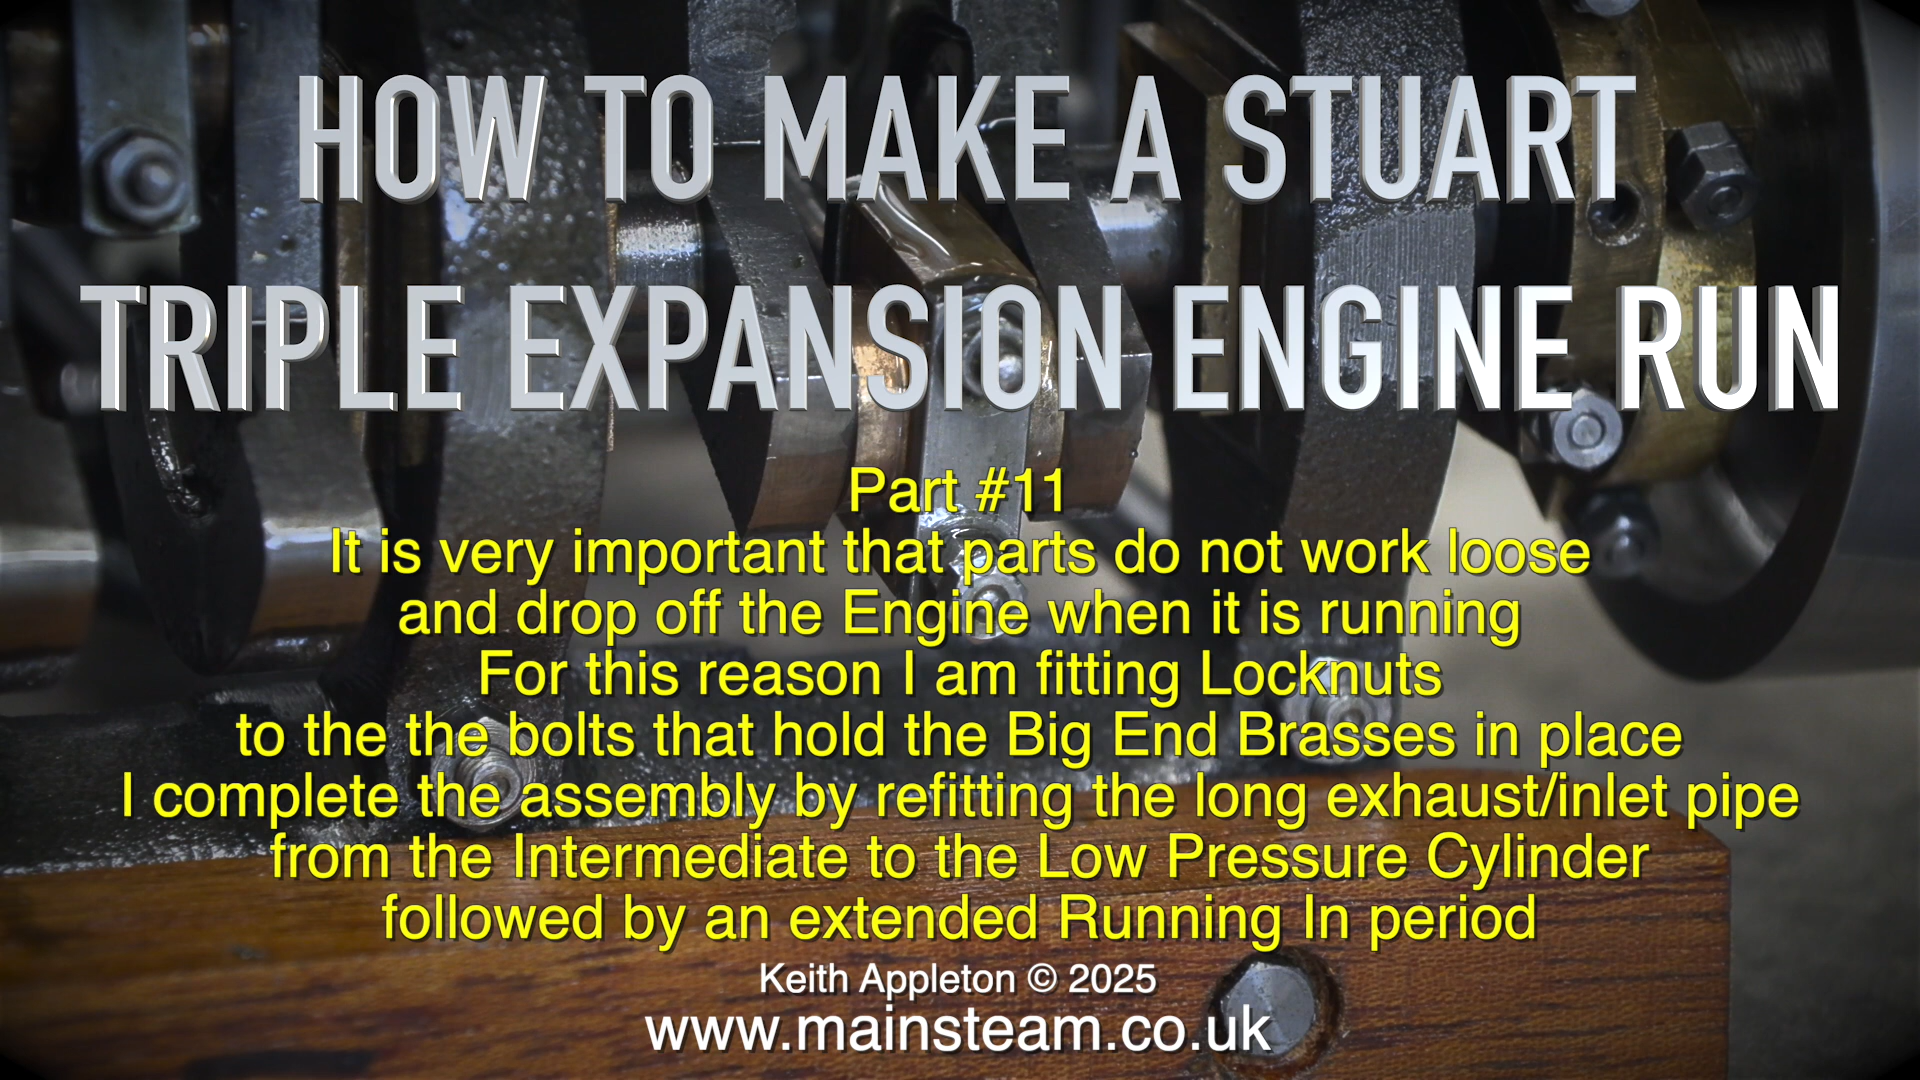 HOW TO MAKE A STUART
TRIPLE EXPANSION ENGINE RUN
Part #11
It is very important that parts do not work loose
and drop off the Engine when it is running
For this reason I am fitting Locknuts
to the the bolts that hold the Big End Brasses in place
I complete the assembly by refitting the long exhaust/inlet pipe
from the Intermediate to the Low Pressure Cylinder
followed by an extended Running In period
Keith Appleton © 2025
www.mainsteam.co.uk